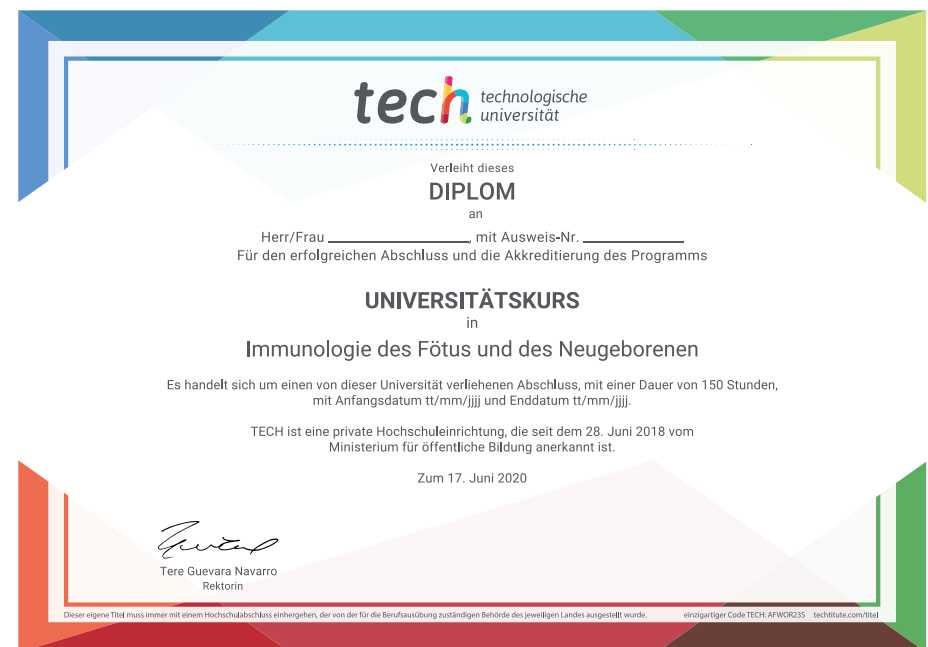 tech technologische
universität
Verleiht dieses
DIPLOM
an
Herr/Frau ____________________, mit Ausweis-Nr. ______________
Für den erfolgreichen Abschluss und die Akkreditierung des Programms
UNIVERSITÄTSKURS
in
Immunologie des Fötus und des Neugeborenen
Es handelt sich um einen von dieser Universität verliehenen Abschluss, mit einer Dauer von 150 Stunden,
mit Anfangsdatum tt/mm/jjjj und Enddatum tt/mm/jjjj.
TECH ist eine private Hochschuleinrichtung, die seit dem 28. Juni 2018 vom
Ministerium für öffentliche Bildung anerkannt ist.
Zum 17. Juni 2020
Tere Guevara Navarro
Rektorin
Dieser eigene Titel muss immer mit einem Hochschulabschluss einhergehen, der von der für die Berufsausübung zuständigen Behörde des jeweiligen Landes ausgestellt wurde. einzigartiger Code TECH: AFWOR23S techtitute.com/titel